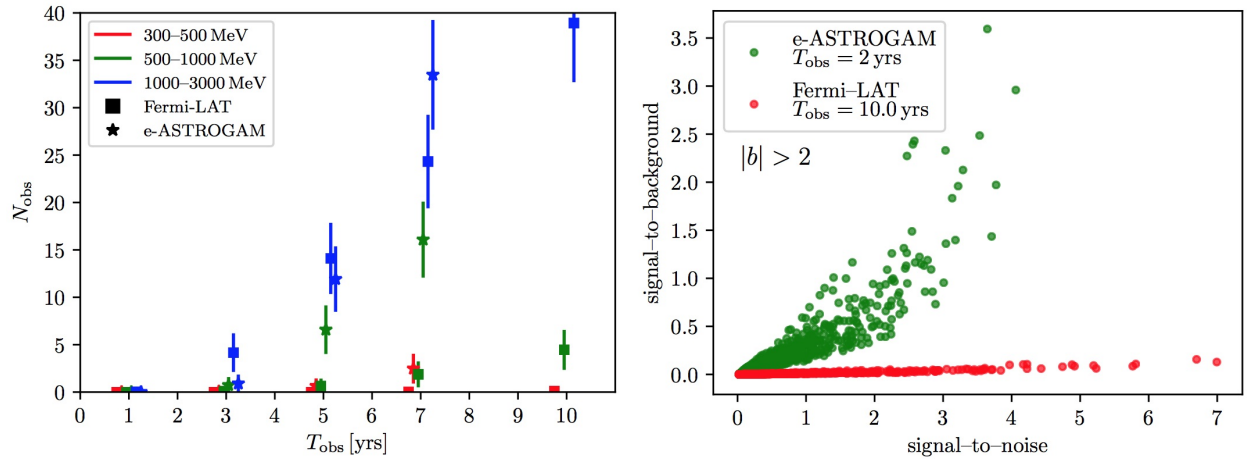 40
35
30
25
20
15
10
5
0
N_obs
300–500 MeV
500–1000 MeV
1000–3000 MeV
Fermi-LAT
e-ASTROGAM
0 1 2 3 4 5 6 7 8 9 10 11
T_obs [yrs]
3.5
3.0
2.5
2.0
1.5
1.0
0.5
0.0
signal–to–background
e-ASTROGAM
T_obs = 2 yrs
Fermi–LAT
T_obs = 10.0 yrs
|b| > 2
0 1 2 3 4 5 6 7
signal–to–noise